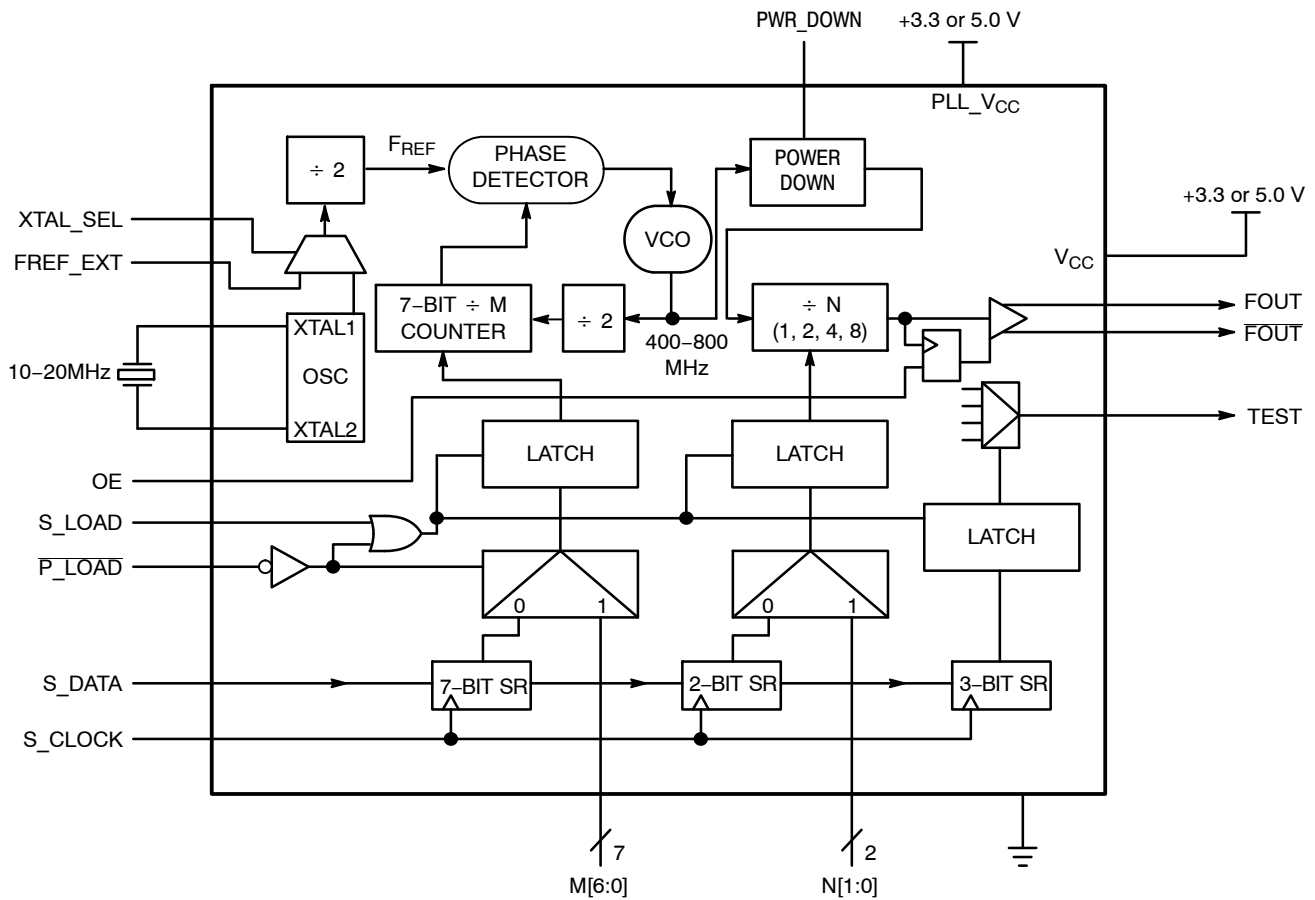 PWR_DOWN
+3.3 or 5.0 V
PLL_VCC
÷ 2
FREF
PHASE
DETECTOR
POWER
DOWN
+3.3 or 5.0 V
XTAL_SEL
VCO
FREF_EXT
VCC
7−BIT ÷ M
COUNTER
÷ 2
÷ N
(1, 2, 4, 8)
FOUT
FOUT
400−800
MHz
XTAL1
OSC
XTAL2
10−20MHz
TEST
LATCH
LATCH
OE
S_LOAD
LATCH
P_LOAD
0 1
0 1
S_DATA
7−BIT SR
2−BIT SR
3−BIT SR
S_CLOCK
7
2
M[6:0]
N[1:0]